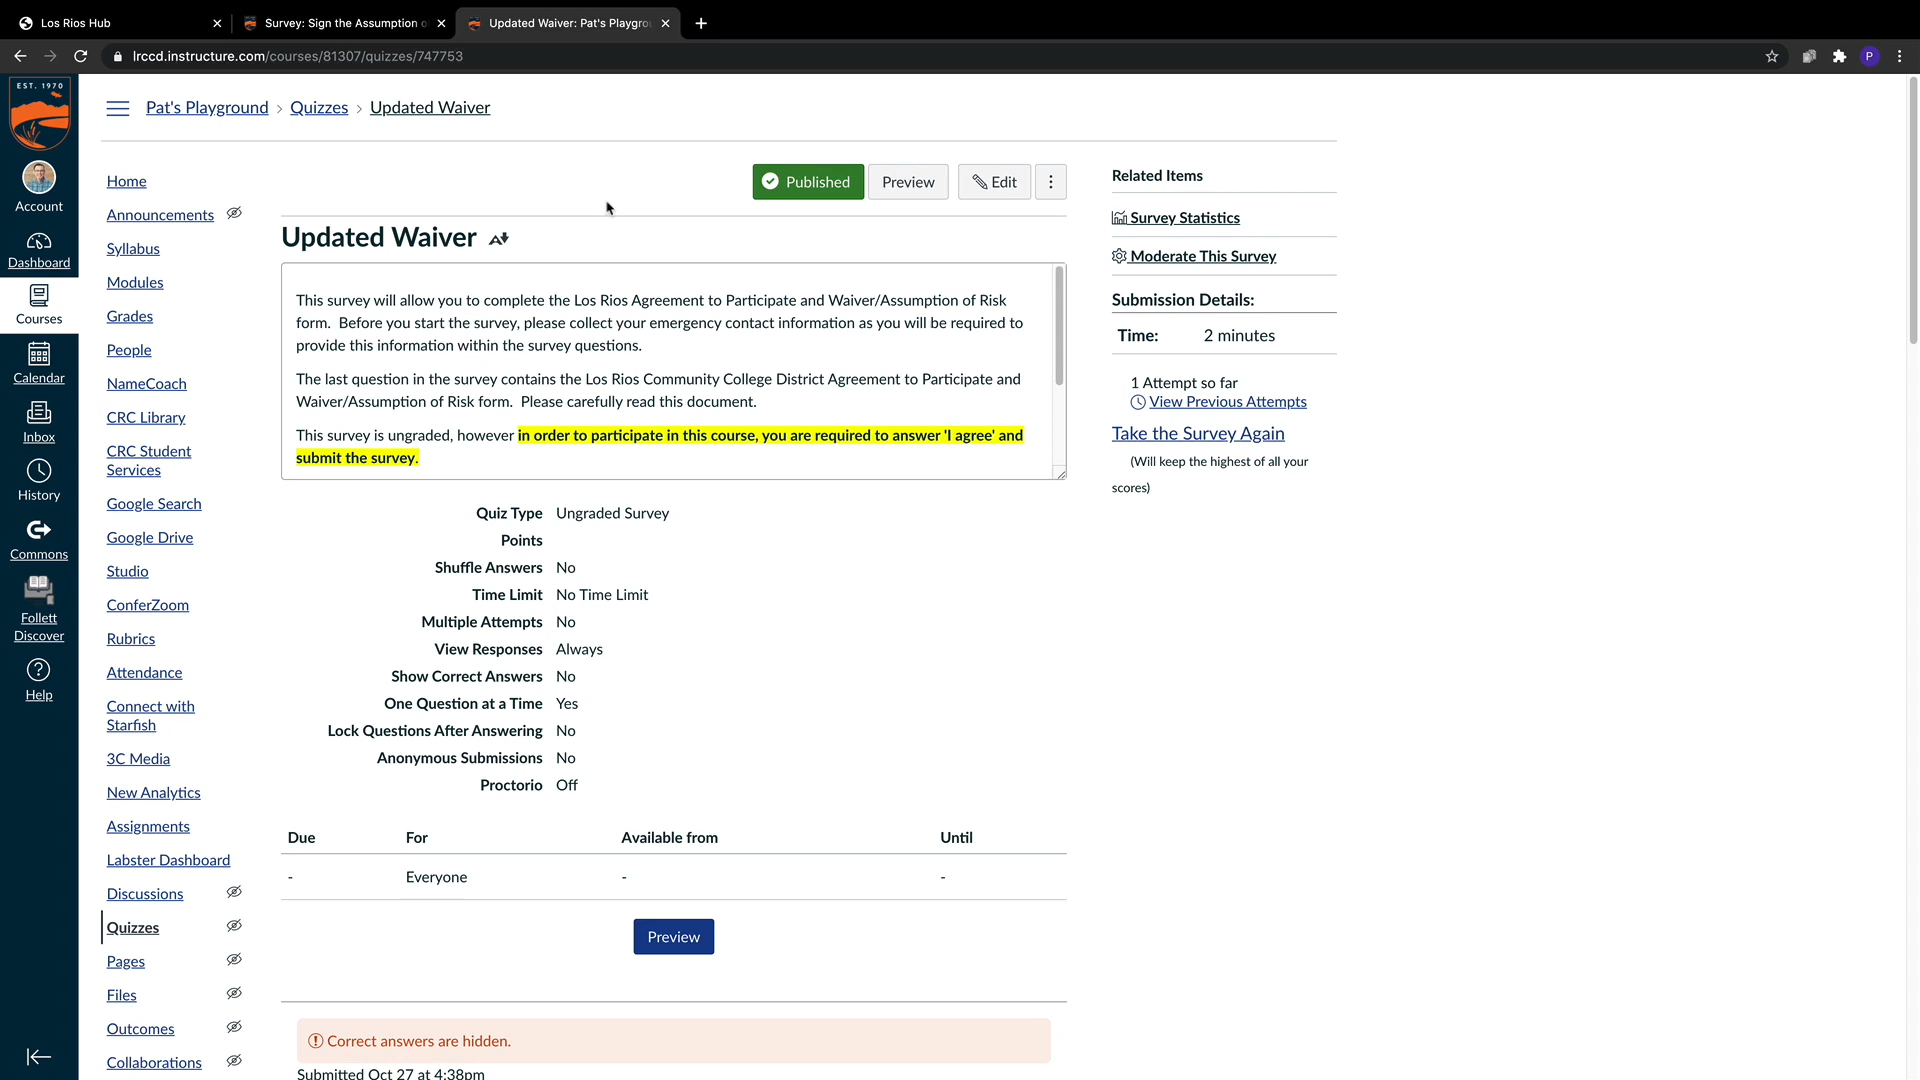 Los Rios Hub
Survey: Sign the Assumption o
Updated Waiver: Pat's Playgro
lrccd.instructure.com/courses/81307/quizzes/747753
P
EST. 1970
Account
Dashboard
Courses
Calendar
Inbox
History
Commons
Follett
Discover
Help
Pat's Playground > Quizzes > Updated Waiver
Home
Announcements
Syllabus
Modules
Grades
People
NameCoach
CRC Library
CRC Student
Services
Google Search
Google Drive
Studio
ConferZoom
Rubrics
Attendance
Connect with
Starfish
3C Media
New Analytics
Assignments
Labster Dashboard
Discussions
Quizzes
Pages
Files
Outcomes
Collaborations
Published
Preview
Edit
Updated Waiver
This survey will allow you to complete the Los Rios Agreement to Participate and Waiver/Assumption of Risk
form.  Before you start the survey, please collect your emergency contact information as you will be required to
provide this information within the survey questions.
The last question in the survey contains the Los Rios Community College District Agreement to Participate and
Waiver/Assumption of Risk form.  Please carefully read this document.
This survey is ungraded, however in order to participate in this course, you are required to answer 'I agree' and
submit the survey.
Quiz Type Ungraded Survey
Points
Shuffle Answers No
Time Limit No Time Limit
Multiple Attempts No
View Responses Always
Show Correct Answers No
One Question at a Time Yes
Lock Questions After Answering No
Anonymous Submissions No
Proctorio Off
Due For Available from Until
- Everyone - -
Preview
Correct answers are hidden.
Submitted Oct 27 at 4:38pm
Related Items
Survey Statistics
Moderate This Survey
Submission Details:
Time: 2 minutes
1 Attempt so far
View Previous Attempts
Take the Survey Again
(Will keep the highest of all your
scores)